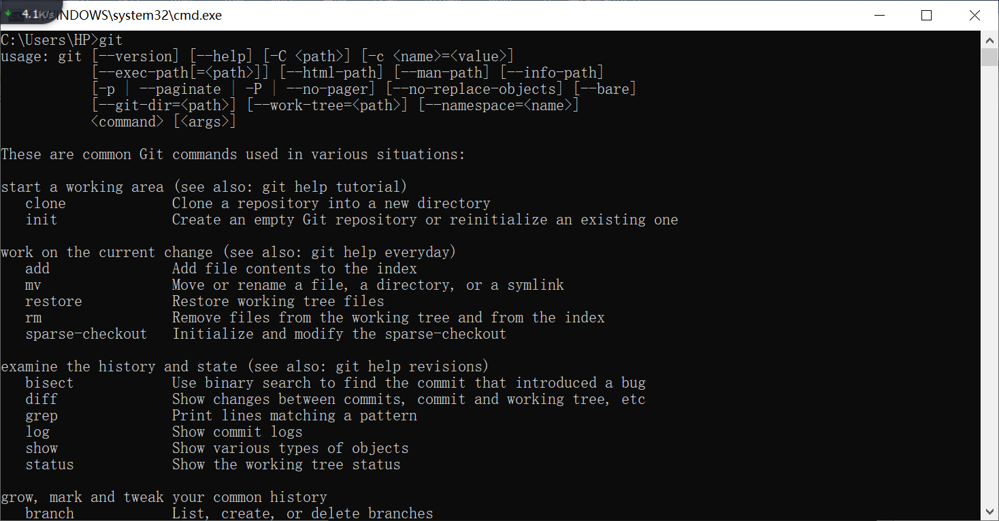 4.1K/s
INDOWS\system32\cmd.exe
C:\Users\HP>git
usage: git [--version] [--help] [-C <path>] [-c <name>=<value>]
           [--exec-path[=<path>]] [--html-path] [--man-path] [--info-path]
           [-p | --paginate | -P | --no-pager] [--no-replace-objects] [--bare]
           [--git-dir=<path>] [--work-tree=<path>] [--namespace=<name>]
           <command> [<args>]
These are common Git commands used in various situations:
start a working area (see also: git help tutorial)
   clone             Clone a repository into a new directory
   init              Create an empty Git repository or reinitialize an existing one
work on the current change (see also: git help everyday)
   add               Add file contents to the index
   mv                Move or rename a file, a directory, or a symlink
   restore           Restore working tree files
   rm                Remove files from the working tree and from the index
   sparse-checkout   Initialize and modify the sparse-checkout
examine the history and state (see also: git help revisions)
   bisect            Use binary search to find the commit that introduced a bug
   diff              Show changes between commits, commit and working tree, etc
   grep              Print lines matching a pattern
   log               Show commit logs
   show              Show various types of objects
   status            Show the working tree status
grow, mark and tweak your common history
   branch            List, create, or delete branches